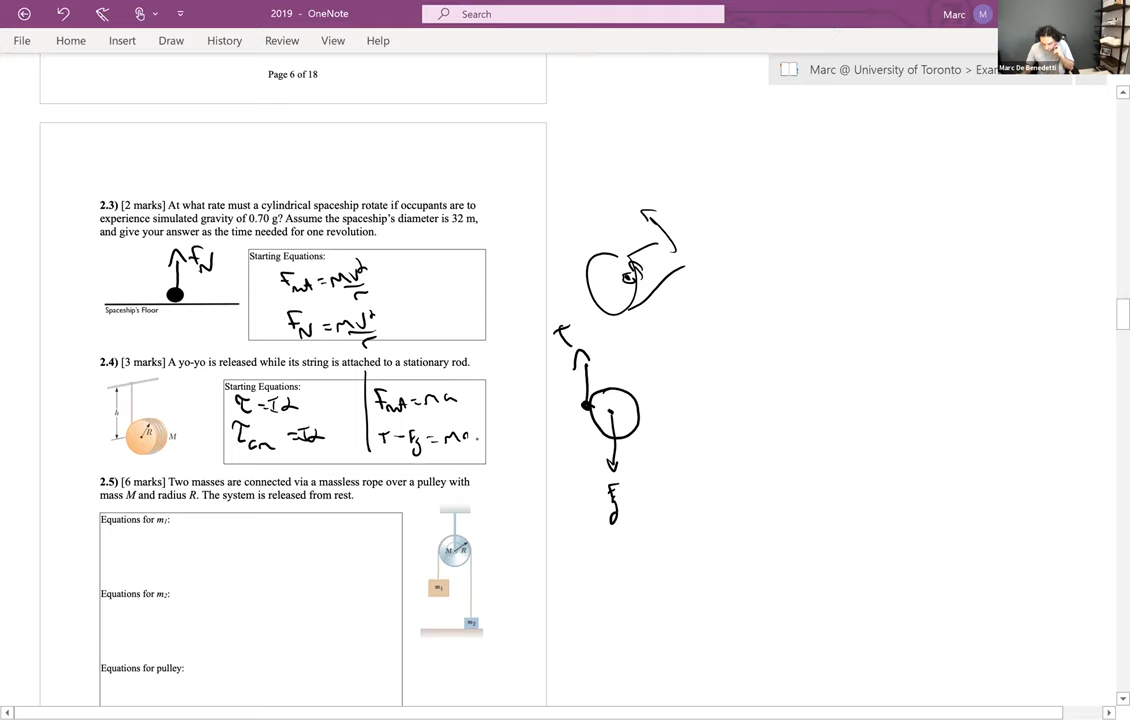 2019 - OneNote
Search
Marc
M
File Home Insert Draw History Review View Help
Marc De Benedetti
Page 6 of 18
Marc @ University of Toronto > Exa
2.3) [2 marks] At what rate must a cylindrical spaceship rotate if occupants are to
experience simulated gravity of 0.70 g? Assume the spaceship's diameter is 32 m,
and give your answer as the time needed for one revolution.
F_N
Spaceship's Floor
Starting Equations:
F_net = mv²/r
F_N = mv²/r
2.4) [3 marks] A yo-yo is released while its string is attached to a stationary rod.
h
R
M
Starting Equations:
τ = Iα
τ_cm = Iα
F_net = ma
T - Fg = ma
T
Fg
2.5) [6 marks] Two masses are connected via a massless rope over a pulley with
mass M and radius R. The system is released from rest.
Equations for m₁:
Equations for m₂:
Equations for pulley:
M R
m₁
m₂